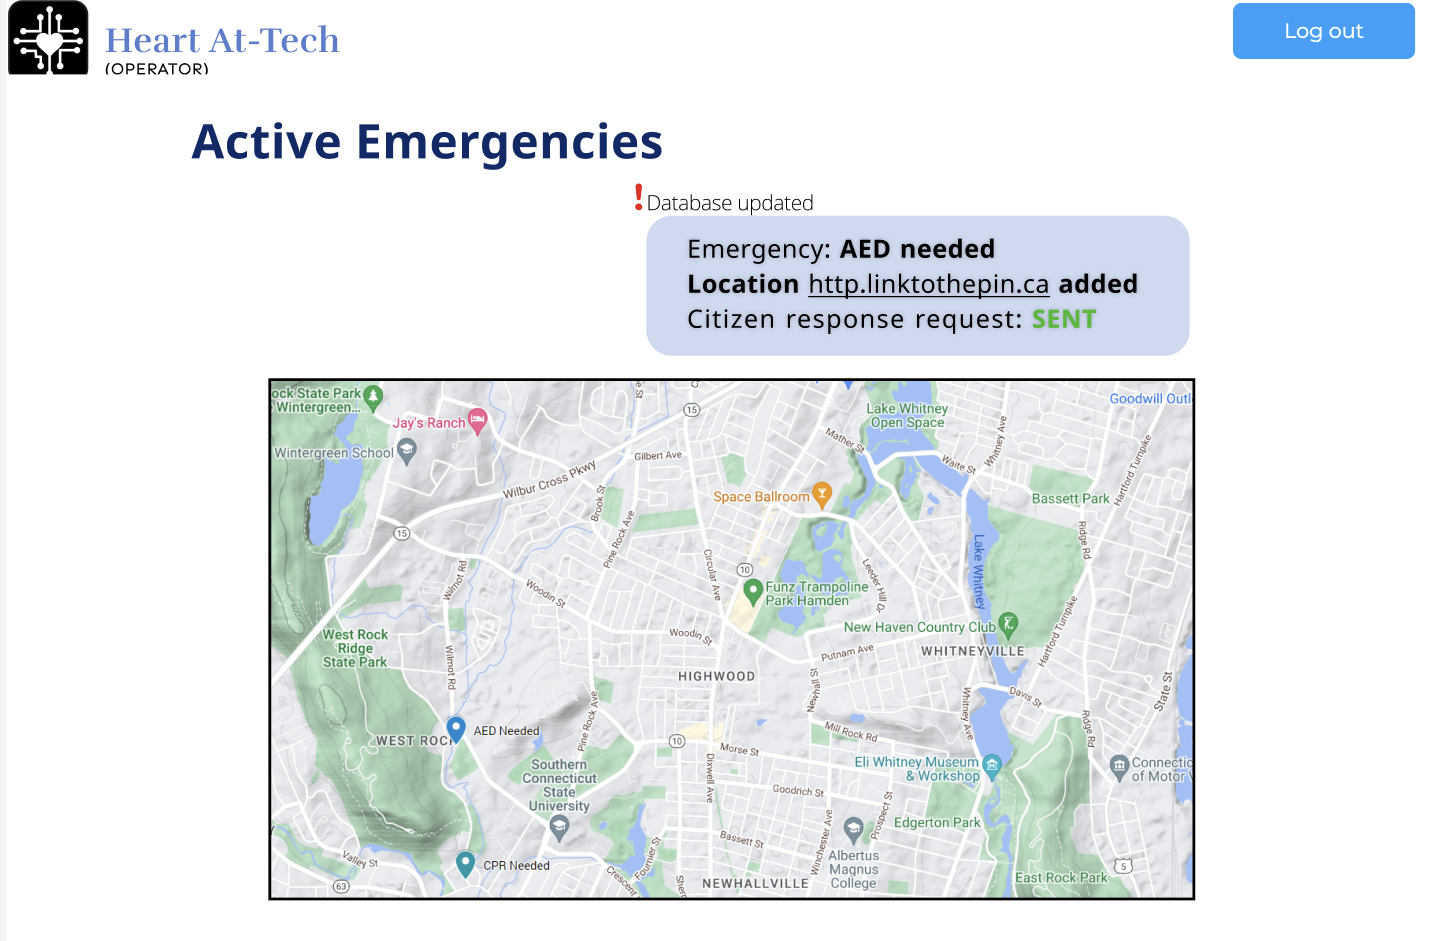 Heart At-Tech
(OPERATOR)
Log out
Active Emergencies
! Database updated
Emergency: AED needed
Location http.linktothepin.ca added
Citizen response request: SENT
ock State Park
Wintergreen...
Jay's Ranch
Wintergreen School
15
Gilbert Ave
Wilbur Cross Pkwy
Brook St
Pine Rock Ave
15
Mather St
Lake Whitney
Open Space
Goodwill Outl
Whitney Ave
Waite St
Hartford Turnpike
Bassett Park
Space Ballroom
Ridge Rd
Lake Whitney
Circular Ave
10
Funz Trampoline
Park Hamden
Leeder Hill Dr
Wilmot Rd
Woodin St
Woodin St
New Haven Country Club
WHITNEYVILLE
Hartford Turnpike
West Rock
Ridge
State Park
Wilmot Rd
Putnam Ave
HIGHWOOD
Newhall St
Davis St
State St
Whitney Ave
Ridge Rd
Pine Rock Ave
WEST ROC
AED Needed
10
Morse St
Mill Rock Rd
Dixwell Ave
Southern
Connecticut
State
University
Eli Whitney Museum
& Workshop
Connectic
of Motor V
Goodrich St
Prospect St
Edgerton Park
Winchester Ave
Bassett St
Albertus
Magnus
College
Valley St
63
CPR Needed
Fournier St
Crescent
Sherm
NEWHALLVILLE
5
East Rock Park